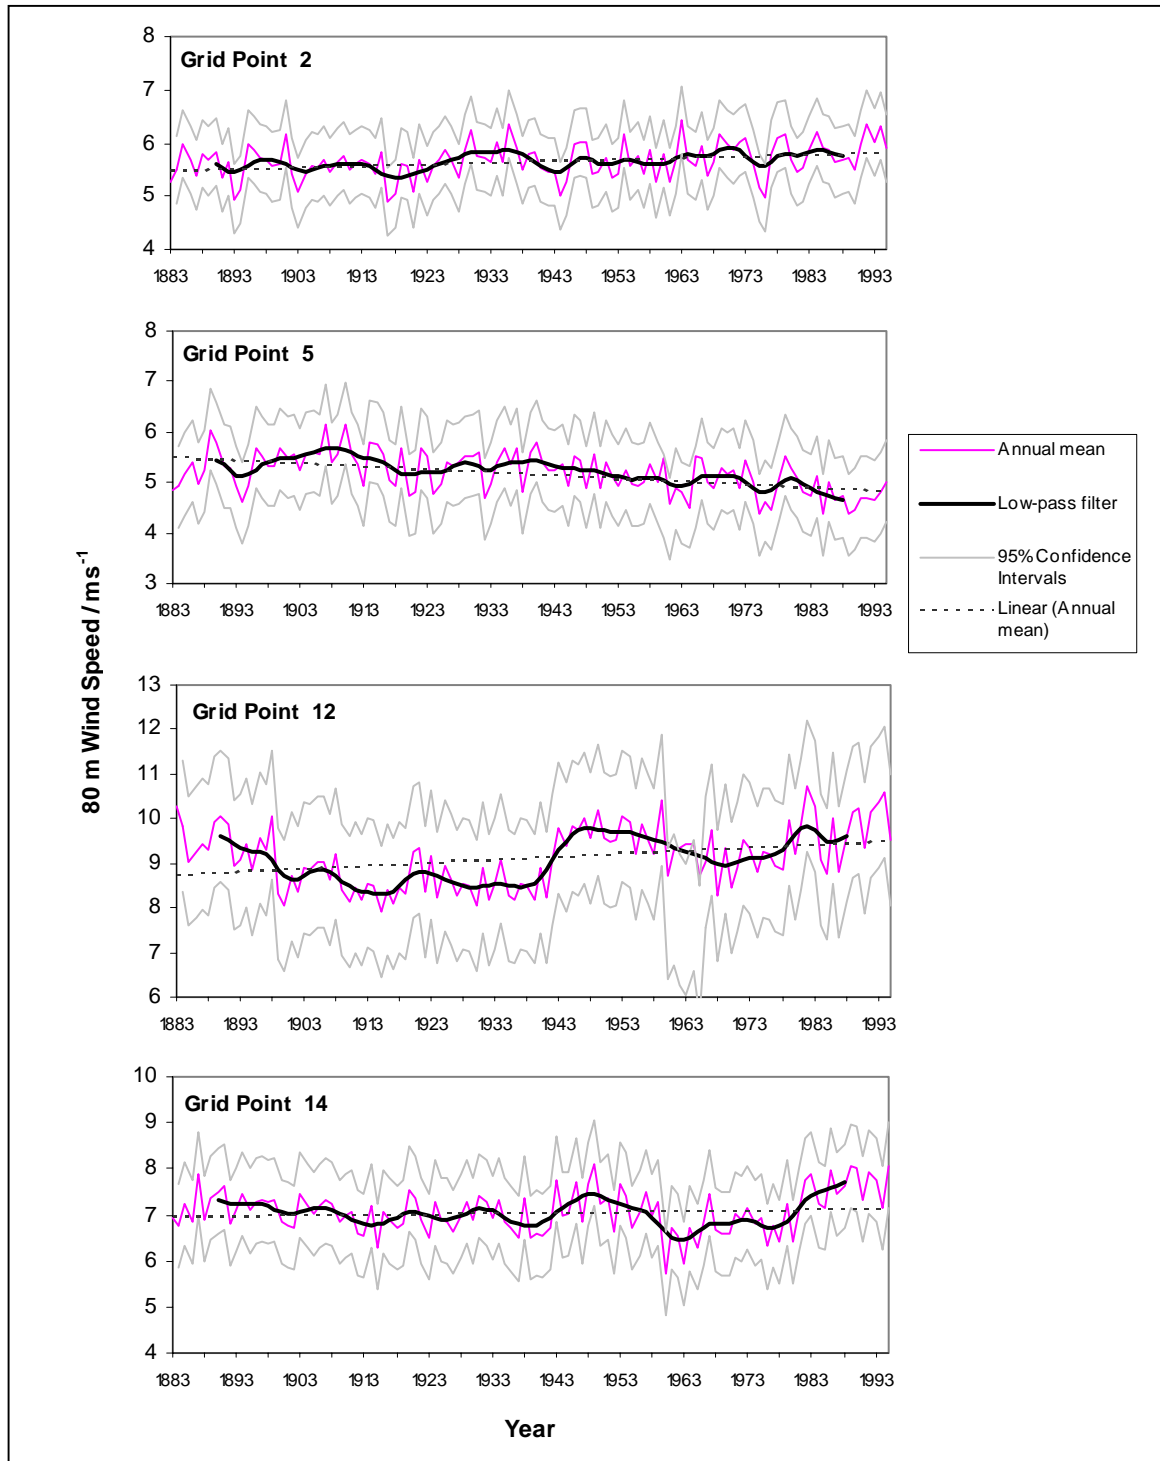 8
Grid Point 2
7
6
5
4
1883 1893 1903 1913 1923 1933 1943 1953 1963 1973 1983 1993
8
Grid Point 5
7
6
5
4
3
1883 1893 1903 1913 1923 1933 1943 1953 1963 1973 1983 1993
Annual mean
Low-pass filter
95% Confidence
Intervals
Linear (Annual
mean)
80 m Wind Speed / ms-1
13
Grid Point 12
12
11
10
9
8
7
6
1883 1893 1903 1913 1923 1933 1943 1953 1963 1973 1983 1993
10
Grid Point 14
9
8
7
6
5
4
1883 1893 1903 1913 1923 1933 1943 1953 1963 1973 1983 1993
Year